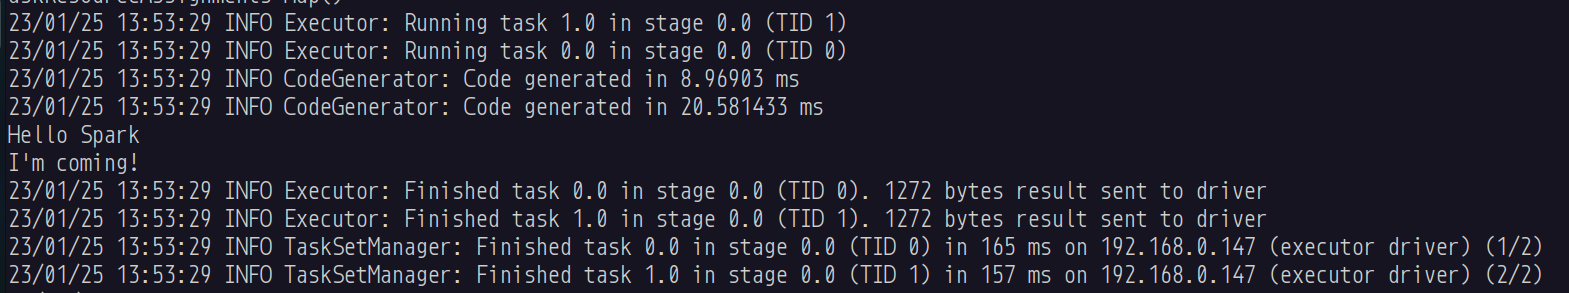 23/01/25 13:53:29 INFO Executor: Running task 1.0 in stage 0.0 (TID 1)
23/01/25 13:53:29 INFO Executor: Running task 0.0 in stage 0.0 (TID 0)
23/01/25 13:53:29 INFO CodeGenerator: Code generated in 8.96903 ms
23/01/25 13:53:29 INFO CodeGenerator: Code generated in 20.581433 ms
Hello Spark
I'm coming!
23/01/25 13:53:29 INFO Executor: Finished task 0.0 in stage 0.0 (TID 0). 1272 bytes result sent to driver
23/01/25 13:53:29 INFO Executor: Finished task 1.0 in stage 0.0 (TID 1). 1272 bytes result sent to driver
23/01/25 13:53:29 INFO TaskSetManager: Finished task 0.0 in stage 0.0 (TID 0) in 165 ms on 192.168.0.147 (executor driver) (1/2)
23/01/25 13:53:29 INFO TaskSetManager: Finished task 1.0 in stage 0.0 (TID 1) in 157 ms on 192.168.0.147 (executor driver) (2/2)